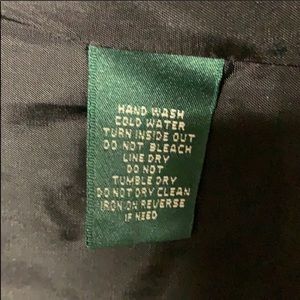 HAND WASH
COLD WATER
TURN INSIDE OUT
DO NOT BLEACH
LINE DRY
DO NOT
TUMBLE DRY
DO NOT DRY CLEAN
IRON ON REVERSE
IF NEED